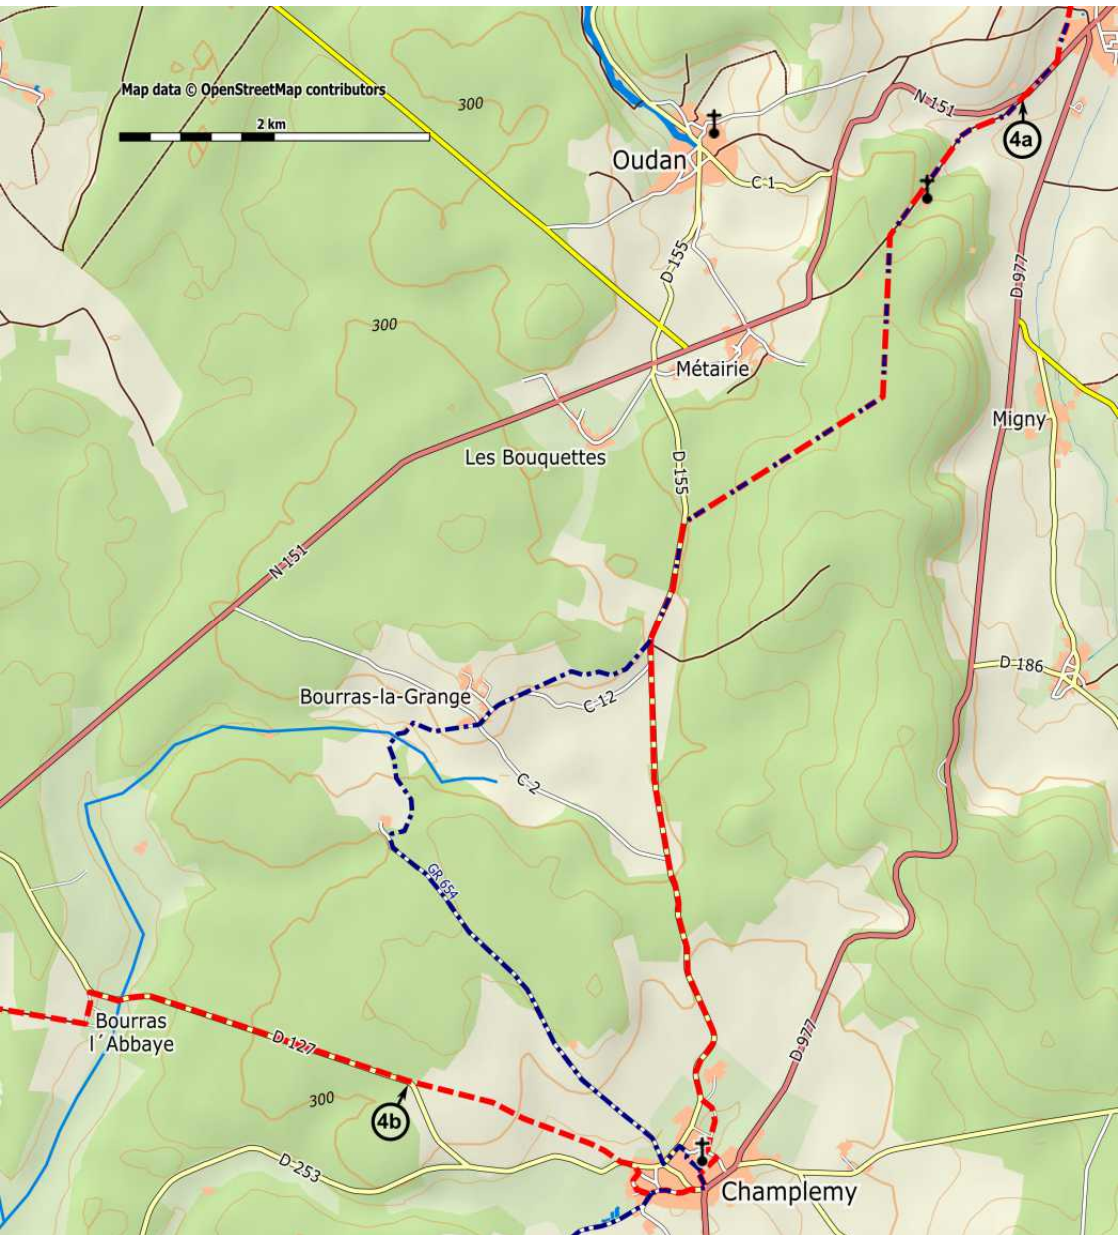 Map data © OpenStreetMap contributors
300
2 km
N 151
4a
Oudan
C 1
D 155
D 977
300
Métairie
Migny
Les Bouquettes
D 155
N 151
D 186
Bourras-la-Grange
C 12
C 2
GR 654
Bourras
l´Abbaye
D 127
D 977
300
4b
D 253
Champlemy